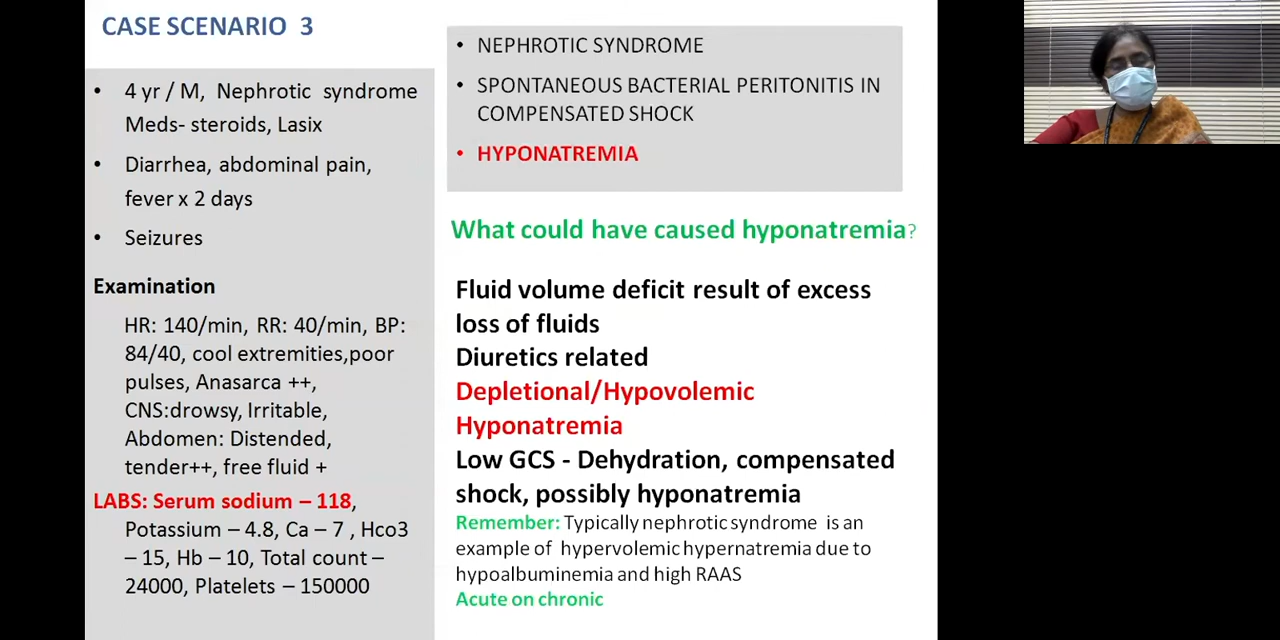 CASE SCENARIO 3
• 4 yr / M, Nephrotic syndrome
Meds- steroids, Lasix
• Diarrhea, abdominal pain,
fever x 2 days
• Seizures
Examination
HR: 140/min, RR: 40/min, BP:
84/40, cool extremities,poor
pulses, Anasarca ++,
CNS:drowsy, Irritable,
Abdomen: Distended,
tender++, free fluid +
LABS: Serum sodium – 118,
Potassium – 4.8, Ca – 7 , Hco3
– 15, Hb – 10, Total count –
24000, Platelets – 150000
• NEPHROTIC SYNDROME
• SPONTANEOUS BACTERIAL PERITONITIS IN
COMPENSATED SHOCK
• HYPONATREMIA
What could have caused hyponatremia?
Fluid volume deficit result of excess
loss of fluids
Diuretics related
Depletional/Hypovolemic
Hyponatremia
Low GCS - Dehydration, compensated
shock, possibly hyponatremia
Remember: Typically nephrotic syndrome is an
example of hypervolemic hypernatremia due to
hypoalbuminemia and high RAAS
Acute on chronic